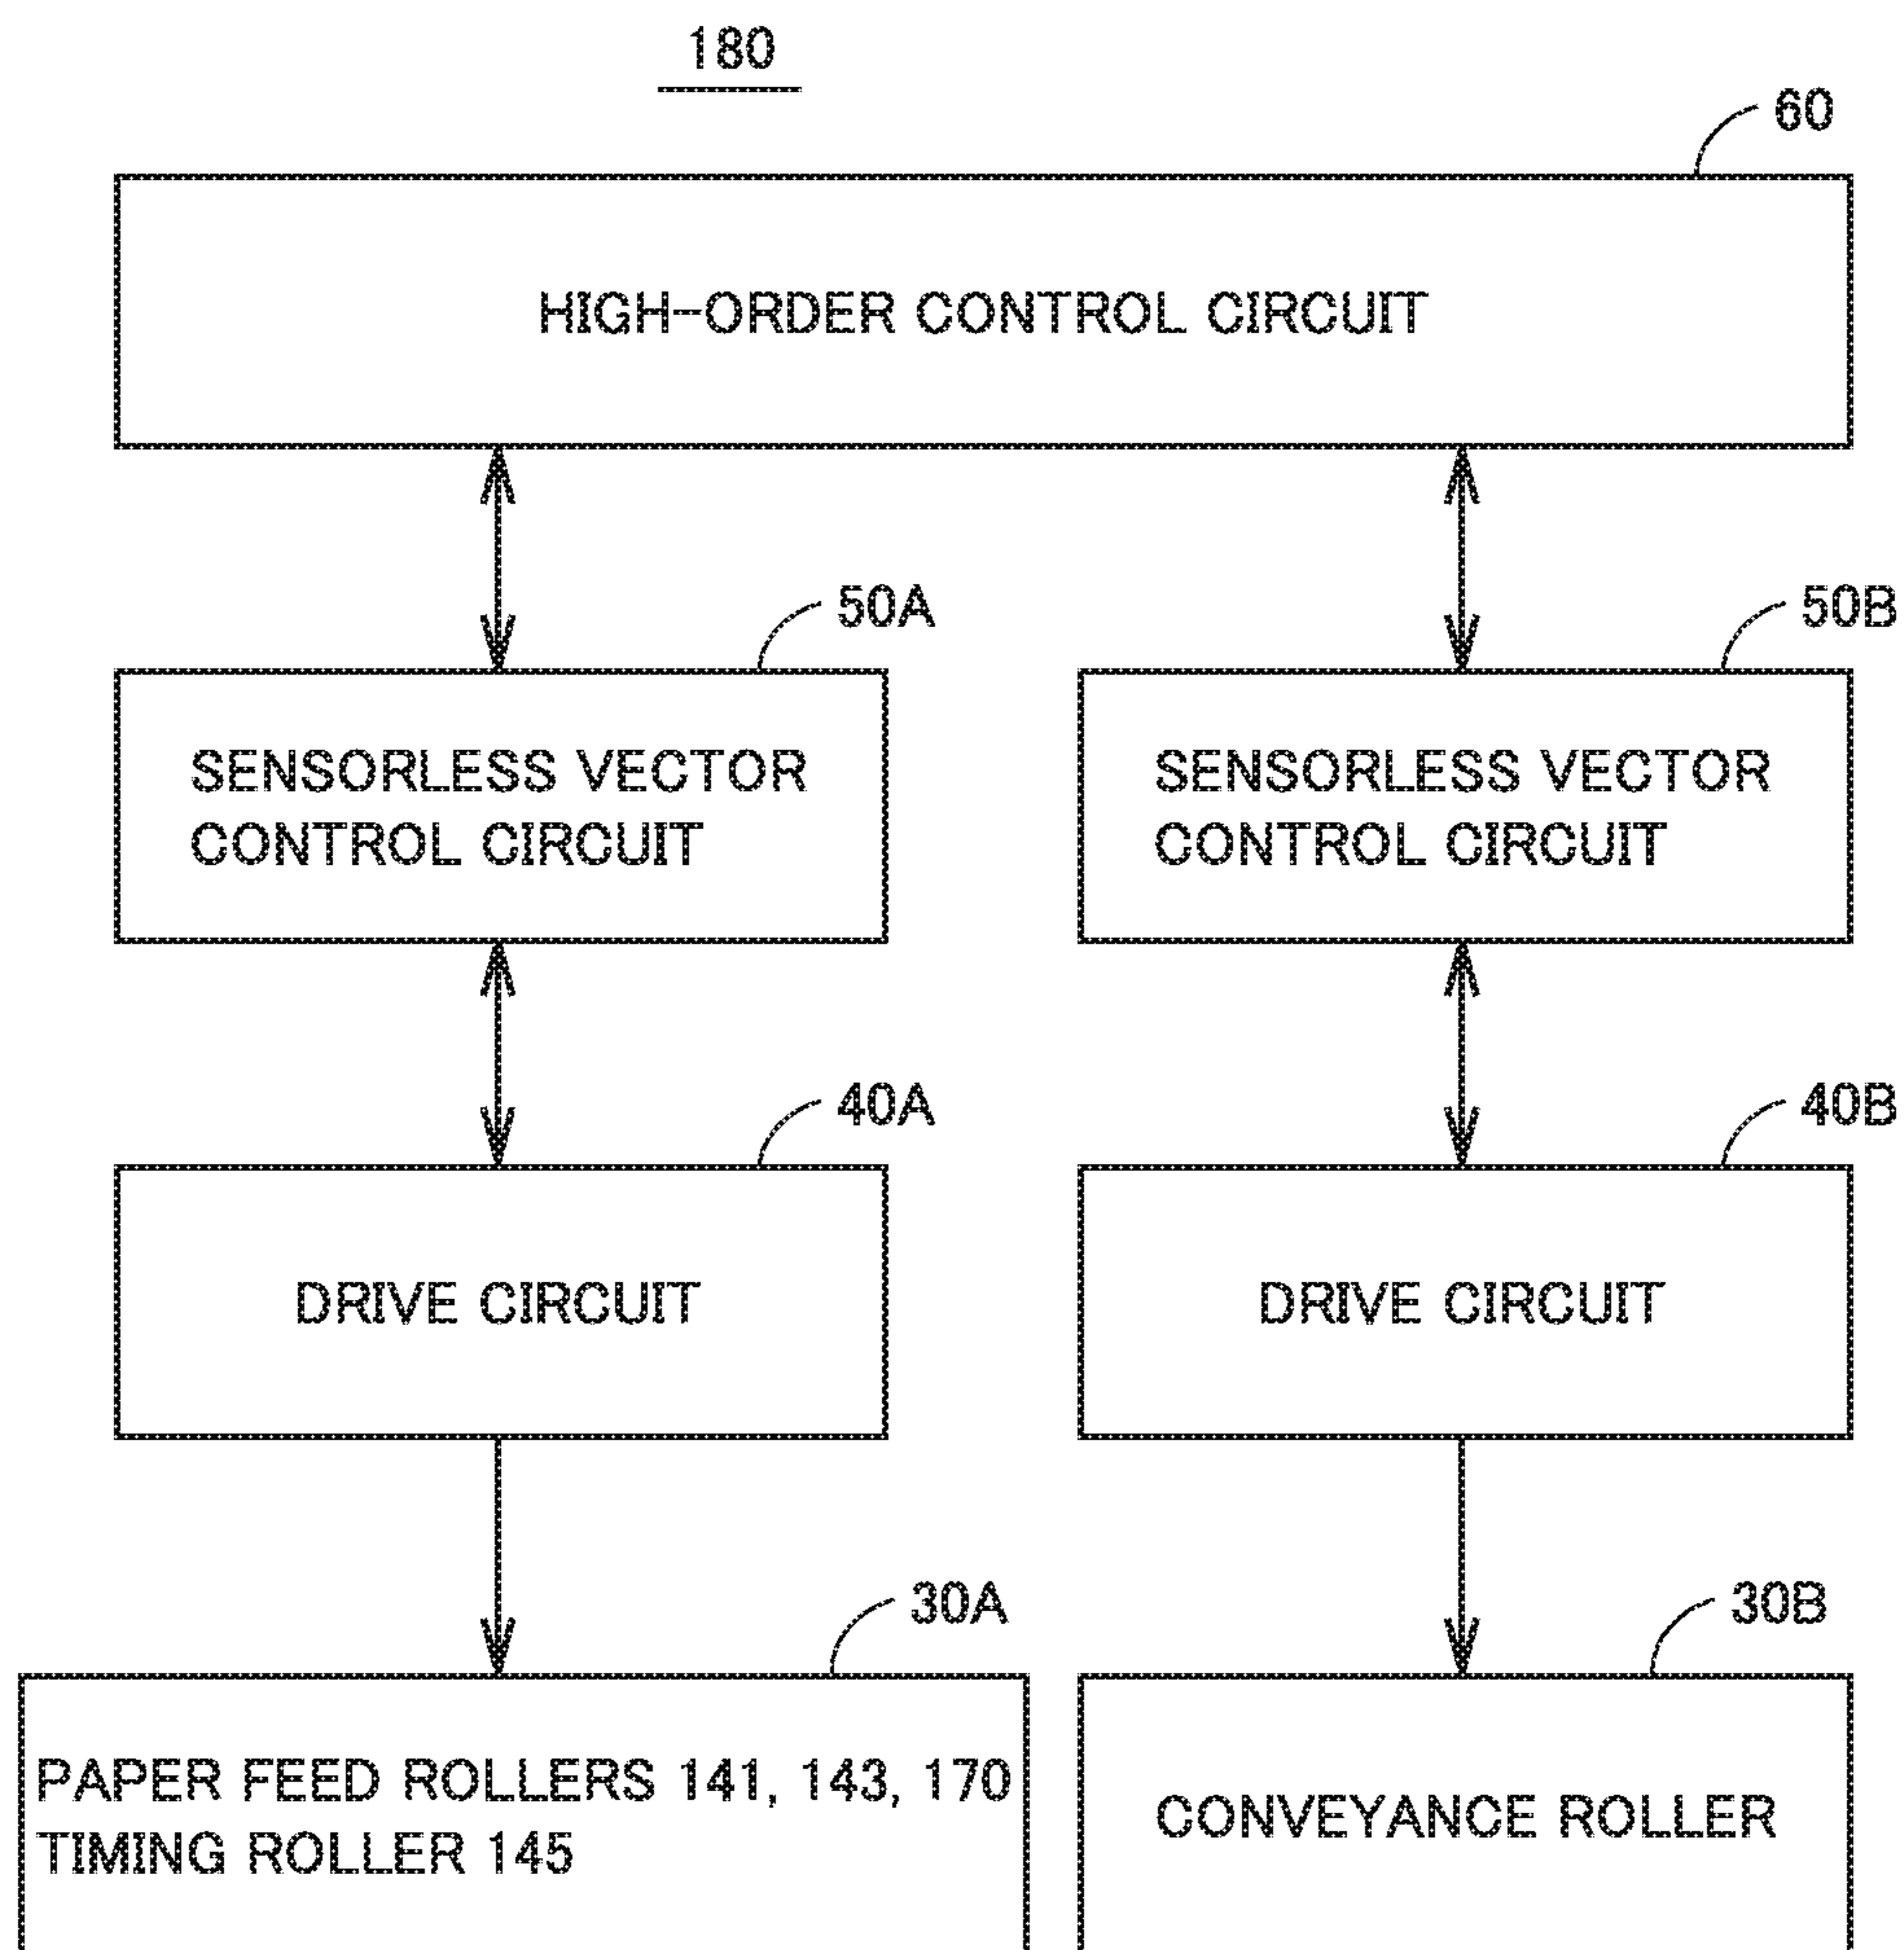 180
60
HIGH-ORDER CONTROL CIRCUIT
50A
50B
SENSORLESS VECTOR
CONTROL CIRCUIT
SENSORLESS VECTOR
CONTROL CIRCUIT
40A
40B
DRIVE CIRCUIT
DRIVE CIRCUIT
30A
30B
PAPER FEED ROLLERS 141, 143, 170
TIMING ROLLER 145
CONVEYANCE ROLLER